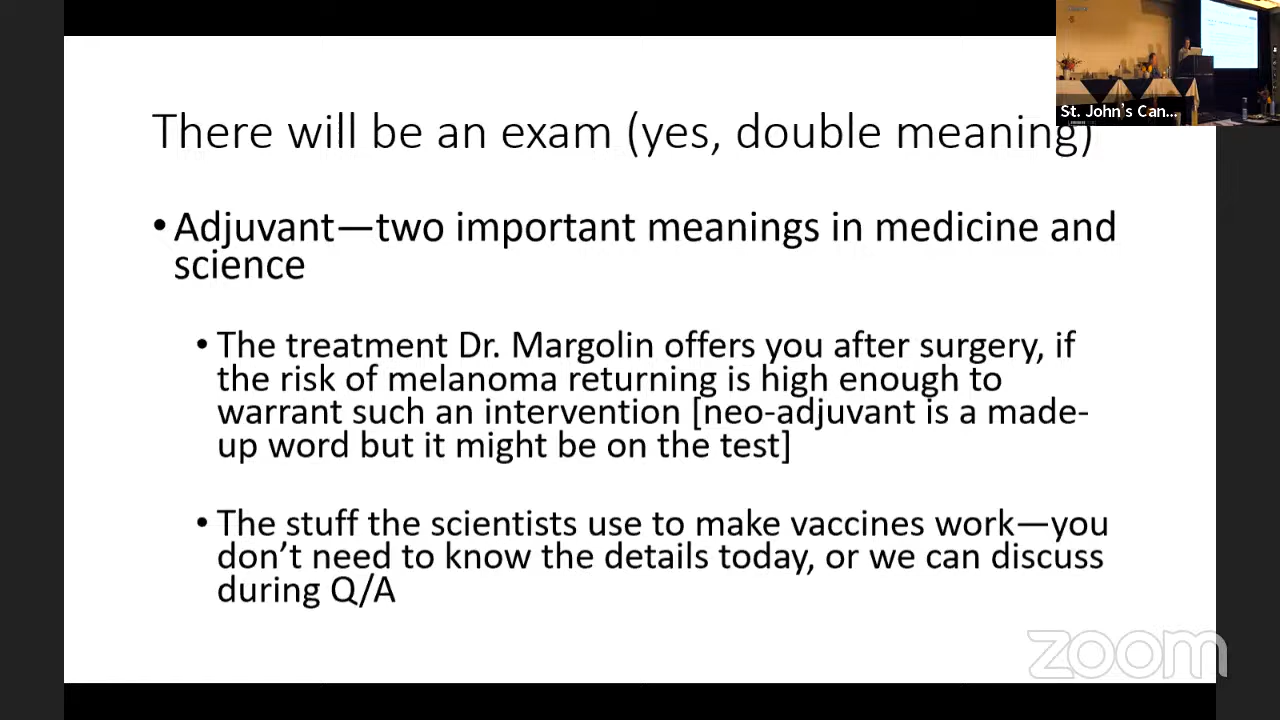 There will be an exam (yes, double meaning)
St. John's Can...
• Adjuvant—two important meanings in medicine and
science
• The treatment Dr. Margolin offers you after surgery, if
the risk of melanoma returning is high enough to
warrant such an intervention [neo-adjuvant is a made-
up word but it might be on the test]
• The stuff the scientists use to make vaccines work—you
don't need to know the details today, or we can discuss
during Q/A
zoom